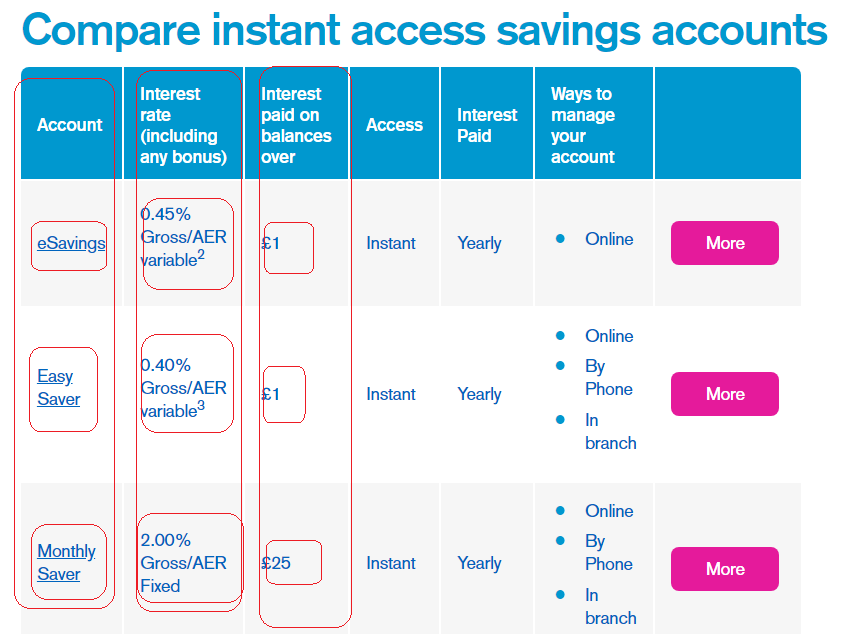 Compare instant access savings accounts
Account
Interest
rate
(including
any bonus)
Interest
paid on
balances
over
Access
Interest
Paid
Ways to
manage
your
account
eSavings
0.45%
Gross/AER
variable2
£1
Instant
Yearly
• Online
More
Easy
Saver
0.40%
Gross/AER
variable3
£1
Instant
Yearly
• Online
• By
Phone
• In
branch
More
Monthly
Saver
2.00%
Gross/AER
Fixed
£25
Instant
Yearly
• Online
• By
Phone
• In
branch
More